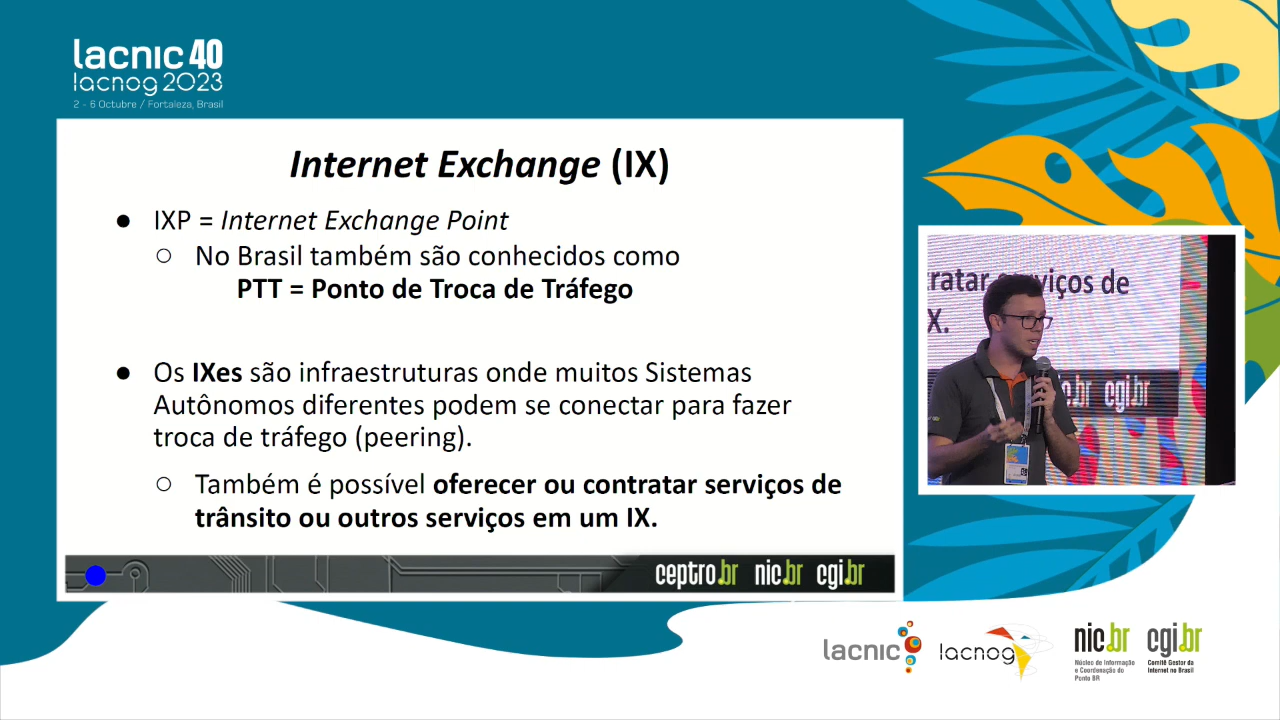 lacnic 40
lacnog 2023
2 - 6 Octubre / Fortaleza, Brasil
Internet Exchange (IX)
● IXP = Internet Exchange Point
○ No Brasil também são conhecidos como
PTT = Ponto de Troca de Tráfego
● Os IXes são infraestruturas onde muitos Sistemas
Autônomos diferentes podem se conectar para fazer
troca de tráfego (peering).
○ Também é possível oferecer ou contratar serviços de
trânsito ou outros serviços em um IX.
ceptro.br nic.br cgi.br
ratar serviços de
X.
ic.br cgi.br
lacnic
lacnog
nic.br cgi.br
Núcleo de Informação
e Coordenação do
Ponto BR
Comitê Gestor da
Internet no Brasil